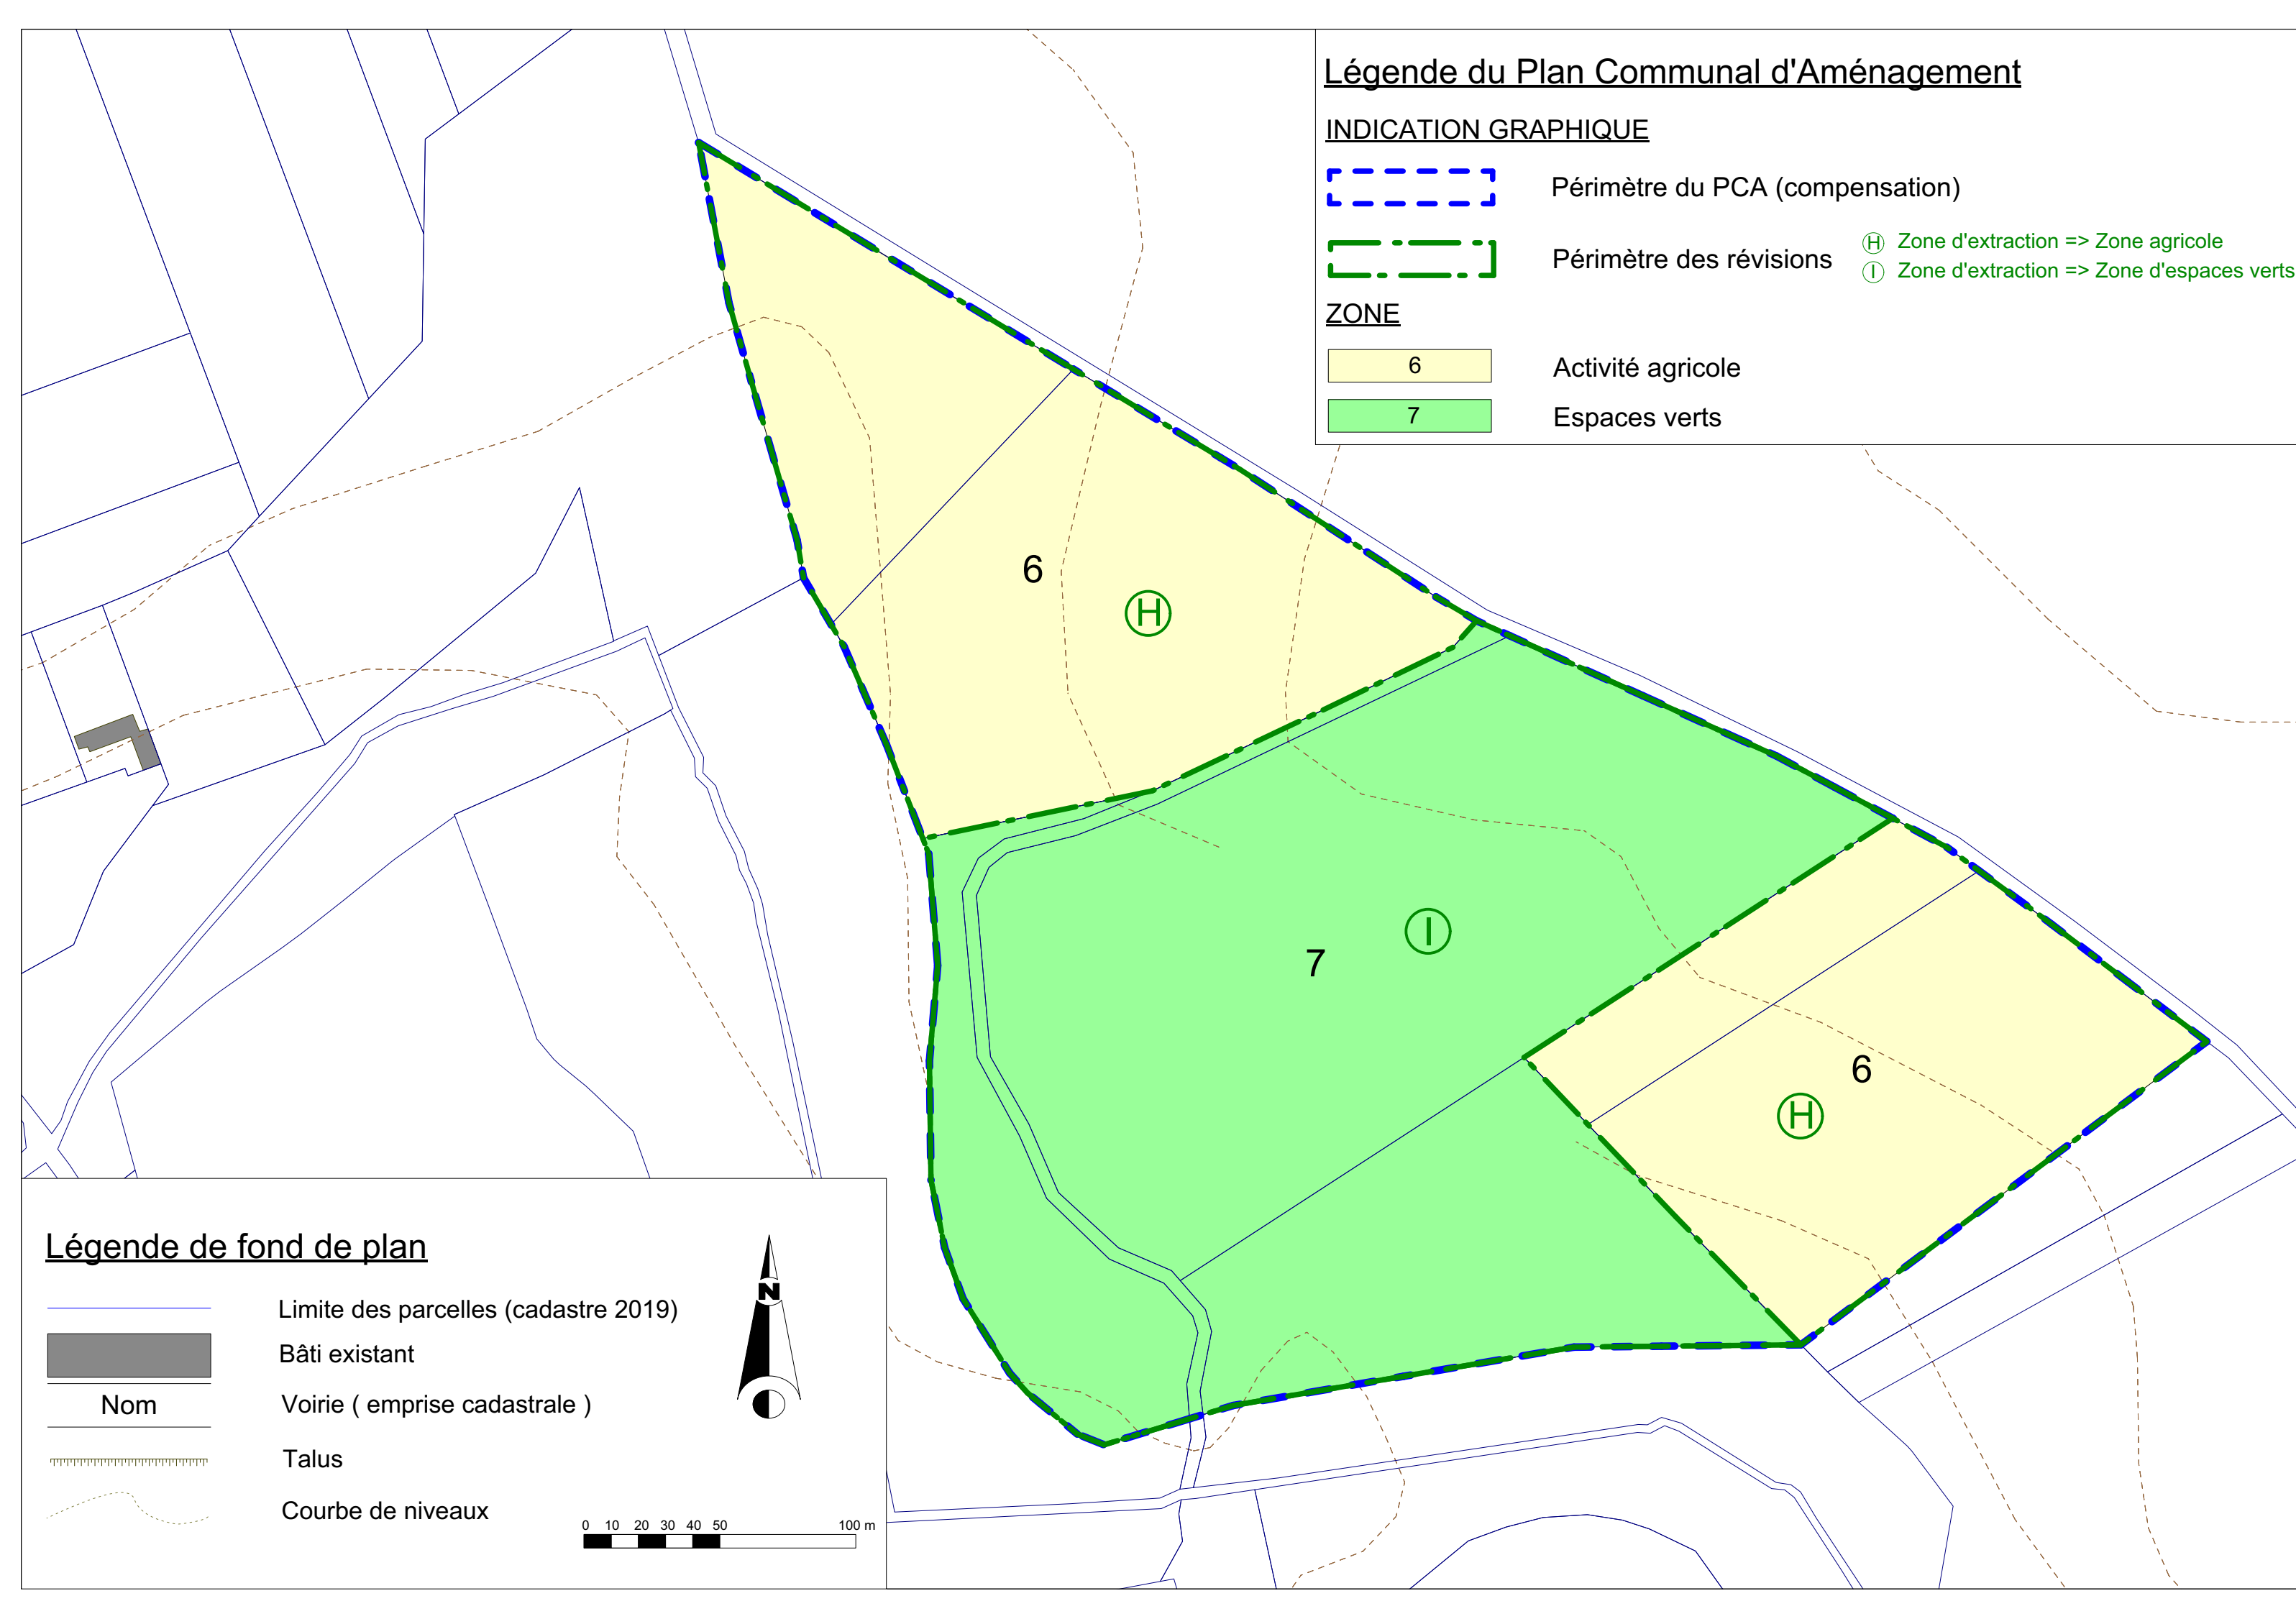 Légende du Plan Communal d'Aménagement
INDICATION GRAPHIQUE
Périmètre du PCA (compensation)
Périmètre des révisions
H Zone d'extraction => Zone agricole
I Zone d'extraction => Zone d'espaces verts
ZONE
6 Activité agricole
7 Espaces verts
6
H
7
I
6
H
Légende de fond de plan
N
Limite des parcelles (cadastre 2019)
Bâti existant
Nom Voirie ( emprise cadastrale )
Talus
Courbe de niveaux
0 10 20 30 40 50 100 m